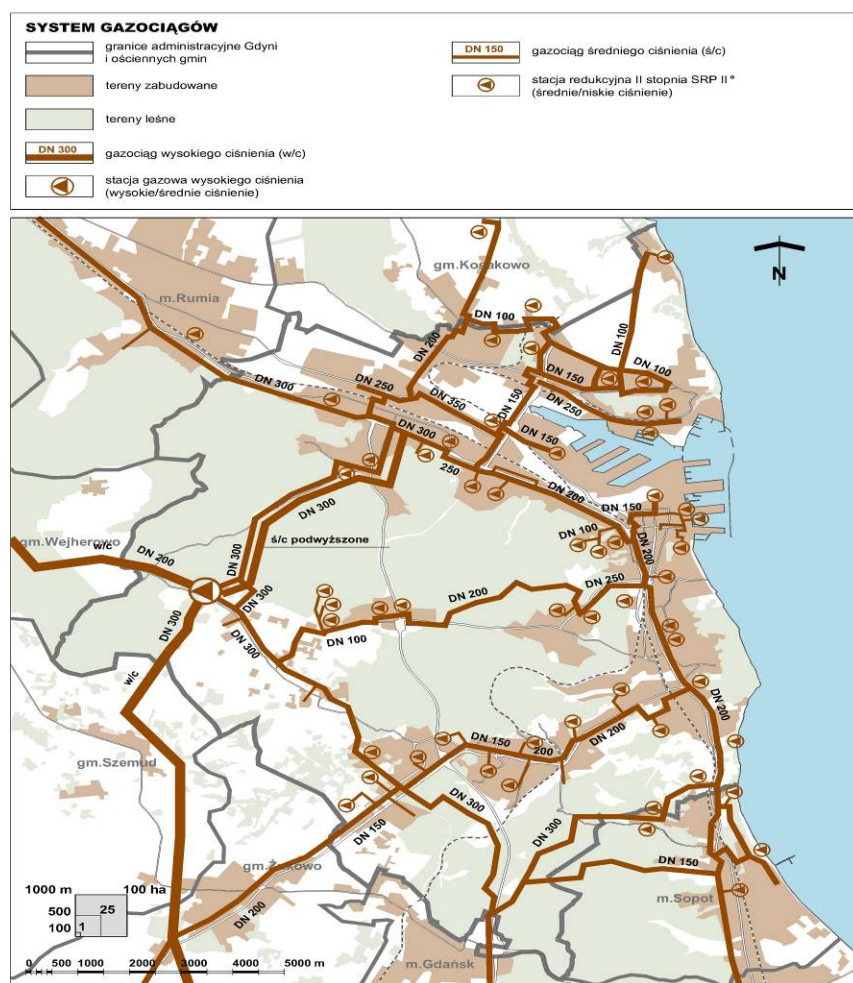 SYSTEM GAZOCIĄGÓW
granice administracyjne Gdyni
i ościennych gmin
tereny zabudowane
tereny leśne
DN 300
gazociąg wysokiego ciśnienia (w/c)
stacja gazowa wysokiego ciśnienia
(wysokie/średnie ciśnienie)
DN 150
gazociąg średniego ciśnienia (ś/c)
stacja redukcyjna II stopnia SRP II°
(średnie/niskie ciśnienie)
gm.Kosakowo
N
m.Rumia
DN 100
DN 200
DN 100
DN 100
DN 150
DN 300
DN 250
DN 350
DN 150
DN 250
DN 300
DN 150
250
DN 200
DN 300
DN 150
DN 100
DN 200
gm.Wejherowo
w/c
DN 200
DN 300
ś/c podwyższone
DN 250
DN 200
DN 300
DN 300
DN 300
DN 100
w/c
DN 200
gm.Szemud
DN 150
200
DN 200
DN 300
DN 150
DN 300
DN 150
gm.Żukowo
1000 m
100 ha
500
25
100
1
DN 200
m.Sopot
m.Gdańsk
0 500 1000 2000 3000 4000 5000 m